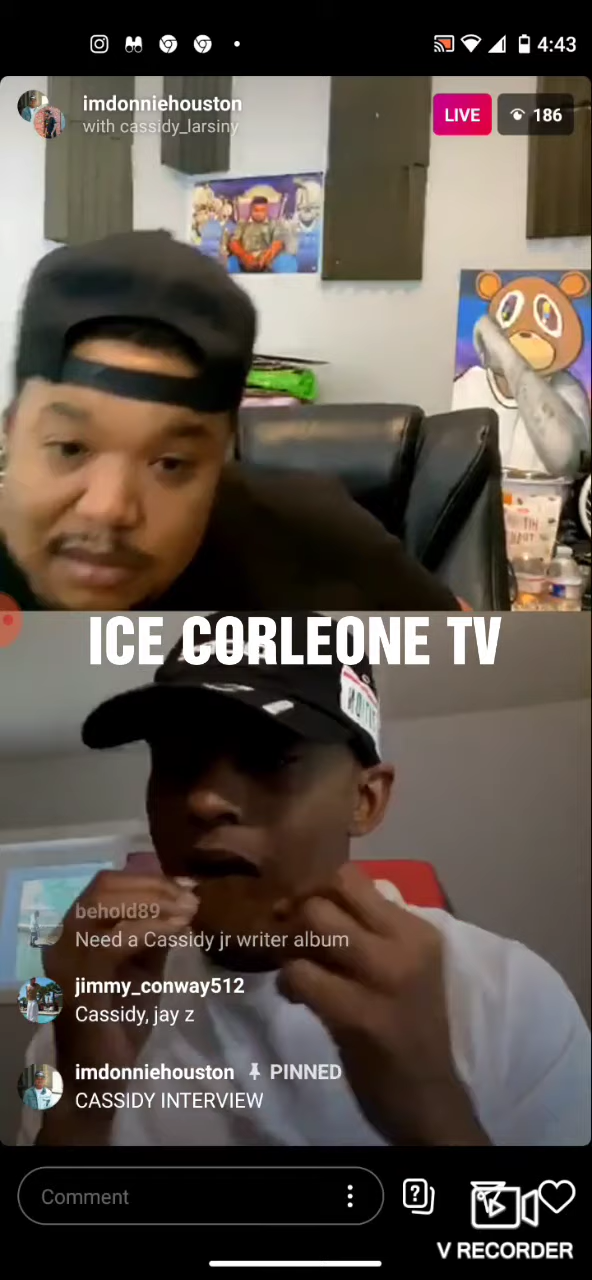 4:43
imdonniehouston
with cassidy_larsiny
LIVE
186
ICE CORLEONE TV
behold89
Need a Cassidy jr writer album
jimmy_conway512
Cassidy, jay z
imdonniehouston PINNED
CASSIDY INTERVIEW
Comment
V RECORDER